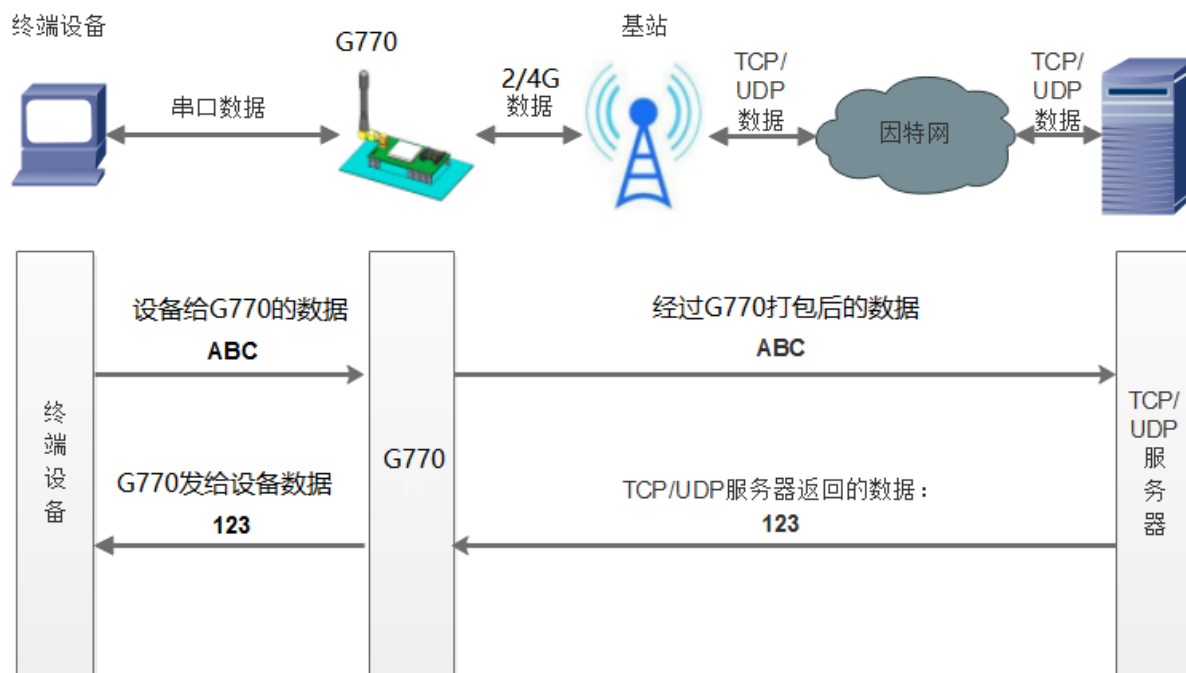 终端设备
G770
基站
串口数据
2/4G
数据
TCP/
UDP
数据
因特网
TCP/
UDP
数据
设备给G770的数据
ABC
经过G770打包后的数据
ABC
终
端
设
备
G770
TCP/
UDP
服
务
器
G770发给设备数据
123
TCP/UDP服务器返回的数据：
123